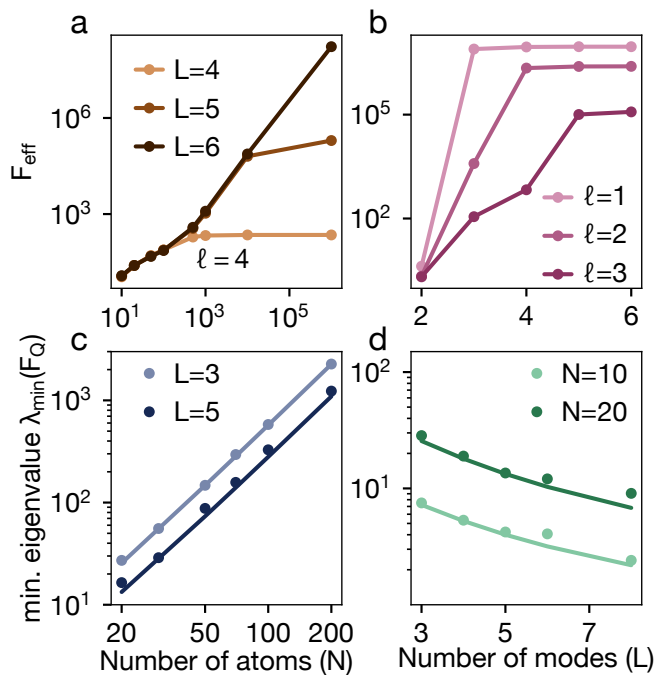 a
b
F_eff
10^6
10^3
L=4
L=5
L=6
ℓ = 4
10^1
10^3
10^5
10^5
10^2
ℓ=1
ℓ=2
ℓ=3
2
4
6
c
d
min. eigenvalue λ_min(F_Q)
10^3
10^2
10^1
L=3
L=5
20
50
100
200
Number of atoms (N)
10^2
10^1
N=10
N=20
3
5
7
Number of modes (L)